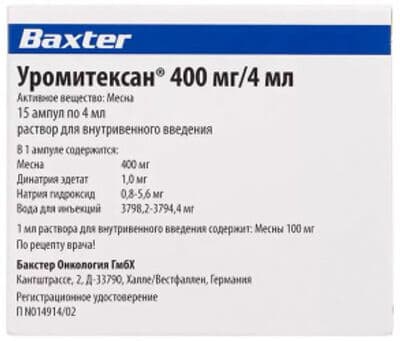 Baxter
Уромитексан® 400 мг/4 мл
Активное вещество: Месна
15 ампул по 4 мл
раствор для внутривенного введения
В 1 ампуле содержится:
Месна 400 мг
Динатрия эдетат 1,0 мг
Натрия гидроксид 0,8-5,6 мг
Вода для инъекций 3798,2-3794,4 мг
1 мл раствора для внутривенного введения содержит: Месны 100 мг
По рецепту врача!
Бакстер Онкология ГмбХ
Кантштрассе, 2, Д-33790, Халле/Вестфаллен, Германия
Регистрационное удостоверение
П N014914/02